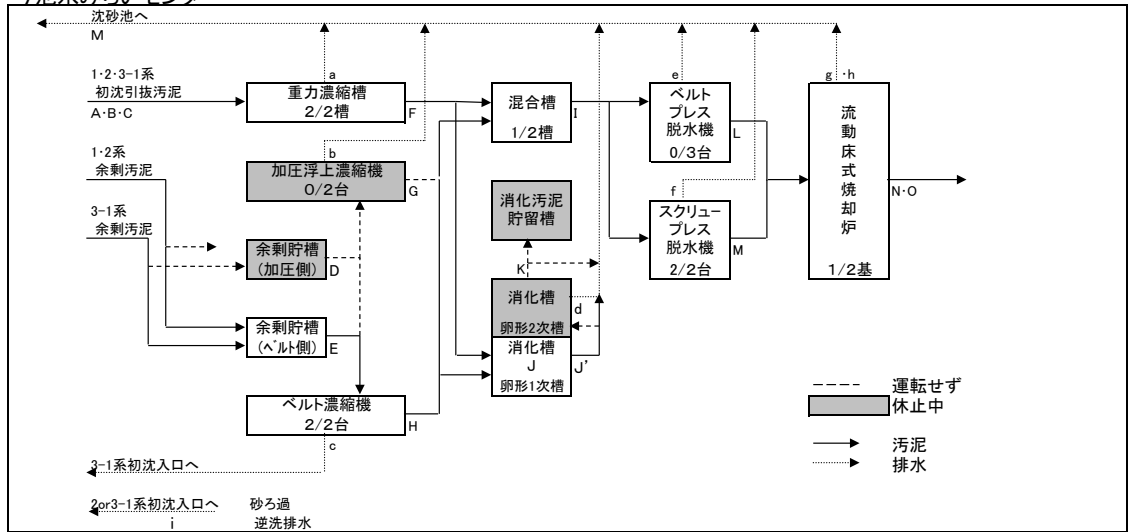 沈砂池へ
M
1・2・3-1系
初沈引抜汚泥
A・B・C
a
重力濃縮槽
2/2槽
F
混合槽
1/2槽
I
e
ベルト
プレス
脱水機
0/3台
L
g ・h
流
動
床
式
焼
却
炉
1/2基
N・O
1・2系
余剰汚泥
b
加圧浮上濃縮機
0/2台
G
消化汚泥
貯留槽
f
スクリュー
プレス
脱水機
2/2台
M
3-1系
余剰汚泥
余剰貯槽
(加圧側)
D
K
消化槽
卵形2次槽
d
余剰貯槽
(ベルト側)
E
消化槽
J
卵形1次槽
J'
ベルト濃縮機
2/2台
H
c
運転せず
休止中
汚泥
排水
3-1系初沈入口へ
2or3-1系初沈入口へ
砂ろ過
i
逆洗排水